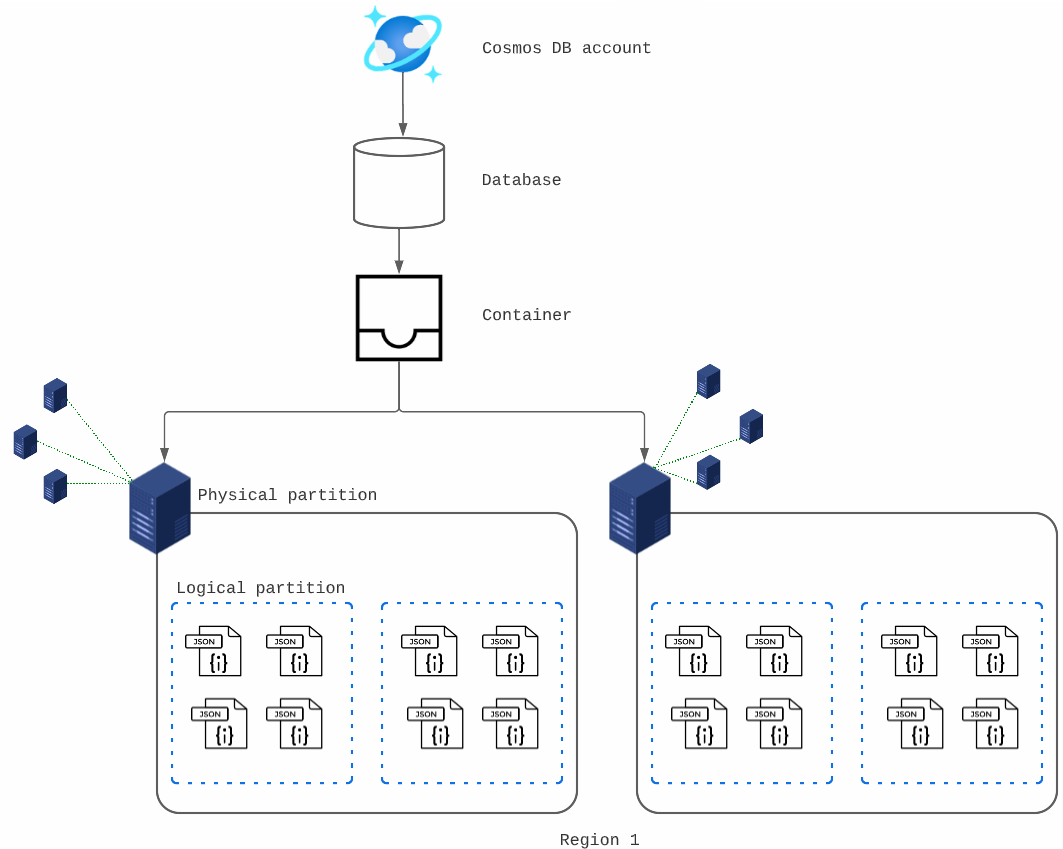 Cosmos DB account
Database
Container
Physical partition
Logical partition
JSON JSON JSON JSON JSON JSON JSON JSON
{i} {i} {i} {i} {i} {i} {i} {i}
JSON JSON JSON JSON JSON JSON JSON JSON
{i} {i} {i} {i} {i} {i} {i} {i}
Region 1